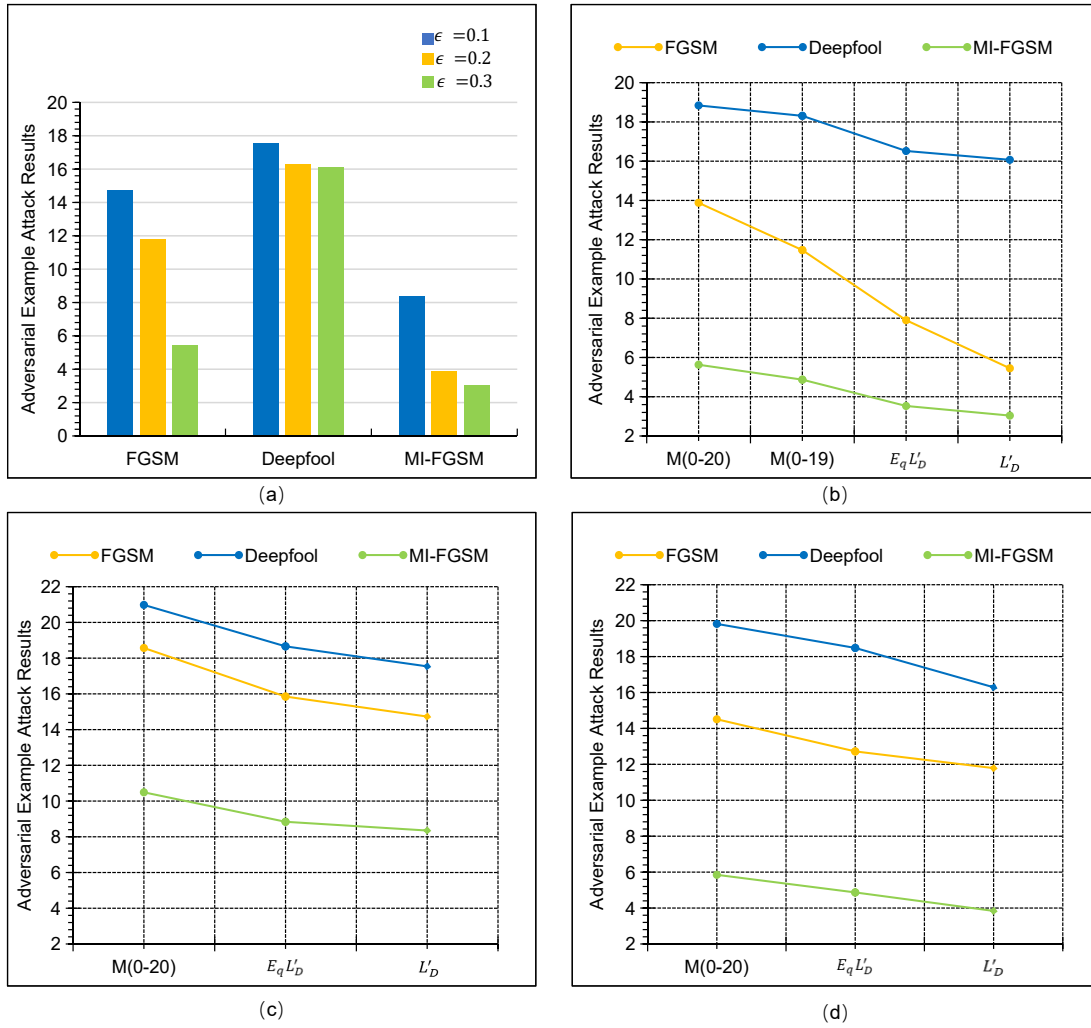 ϵ =0.1
ϵ =0.2
ϵ =0.3
Adversarial Example Attack Results
20
18
16
14
12
10
8
6
4
2
0
FGSM Deepfool MI-FGSM
(a)
FGSM Deepfool MI-FGSM
Adversarial Example Attack Results
20
18
16
14
12
10
8
6
4
2
M(0-20) M(0-19) E_q L'_D L'_D
(b)
FGSM Deepfool MI-FGSM
Adversarial Example Attack Results
22
20
18
16
14
12
10
8
6
4
2
M(0-20) E_q L'_D L'_D
(c)
FGSM Deepfool MI-FGSM
Adversarial Example Attack Results
22
20
18
16
14
12
10
8
6
4
2
M(0-20) E_q L'_D L'_D
(d)